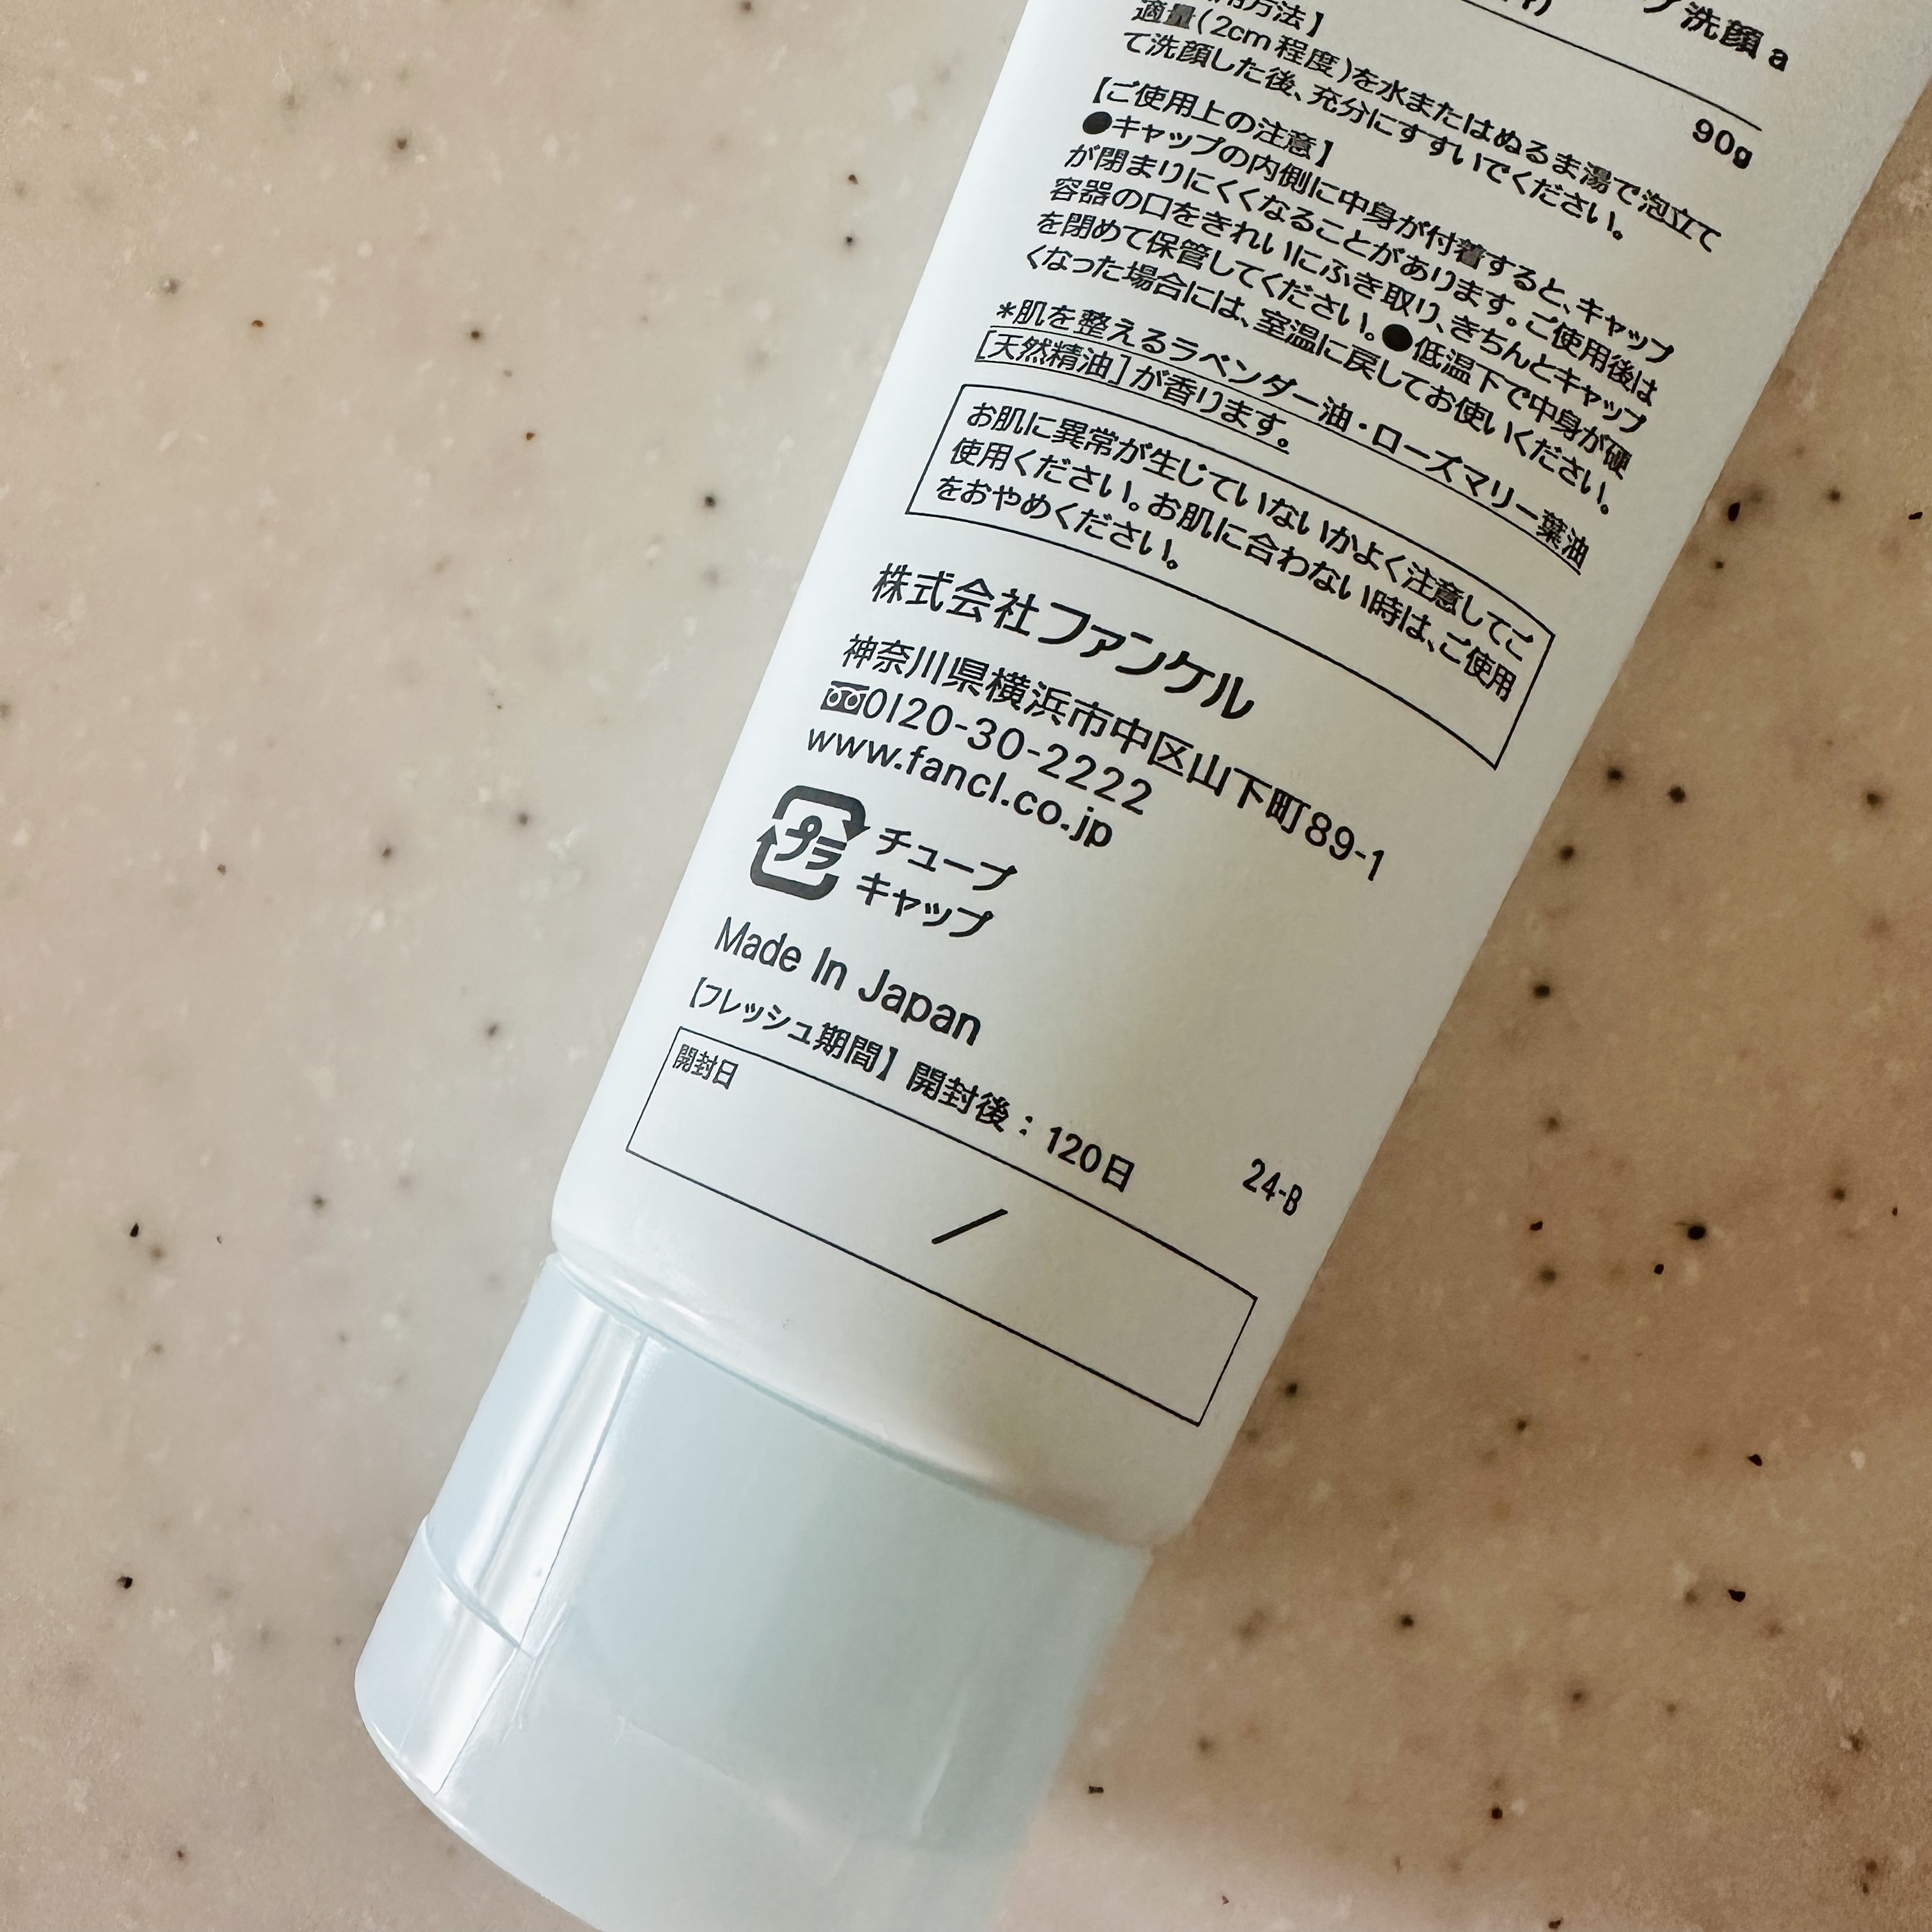 洗顔 a
90g
適量(2cm程度)を水またはぬるま湯で泡立て
て洗顔した後、充分にすすいでください。
【ご使用上の注意】
●キャップの内側に中身が付着すると、キャップ
が閉まりにくくなることがあります。ご使用後は
容器の口をきれいにふき取り、きちんとキャップ
を閉めて保管してください。●低温下で中身が硬
くなった場合には、室温に戻してお使いください。
*肌を整えるラベンダー油・ローズマリー葉油
[天然精油]が香ります。
お肌に異常が生じていないかよく注意してご
使用ください。お肌に合わない時は、ご使用
をおやめください。
株式会社ファンケル
神奈川県横浜市中区山下町89-1
0120-30-2222
www.fancl.co.jp
プラ
チューブ
キャップ
Made In Japan
【フレッシュ期間】開封後：120日
24-B
開封日
/